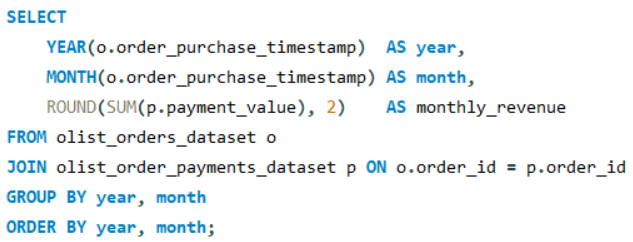 SELECT
    YEAR(o.order_purchase_timestamp)  AS year,
    MONTH(o.order_purchase_timestamp) AS month,
    ROUND(SUM(p.payment_value), 2)    AS monthly_revenue
FROM olist_orders_dataset o
JOIN olist_order_payments_dataset p ON o.order_id = p.order_id
GROUP BY year, month
ORDER BY year, month;